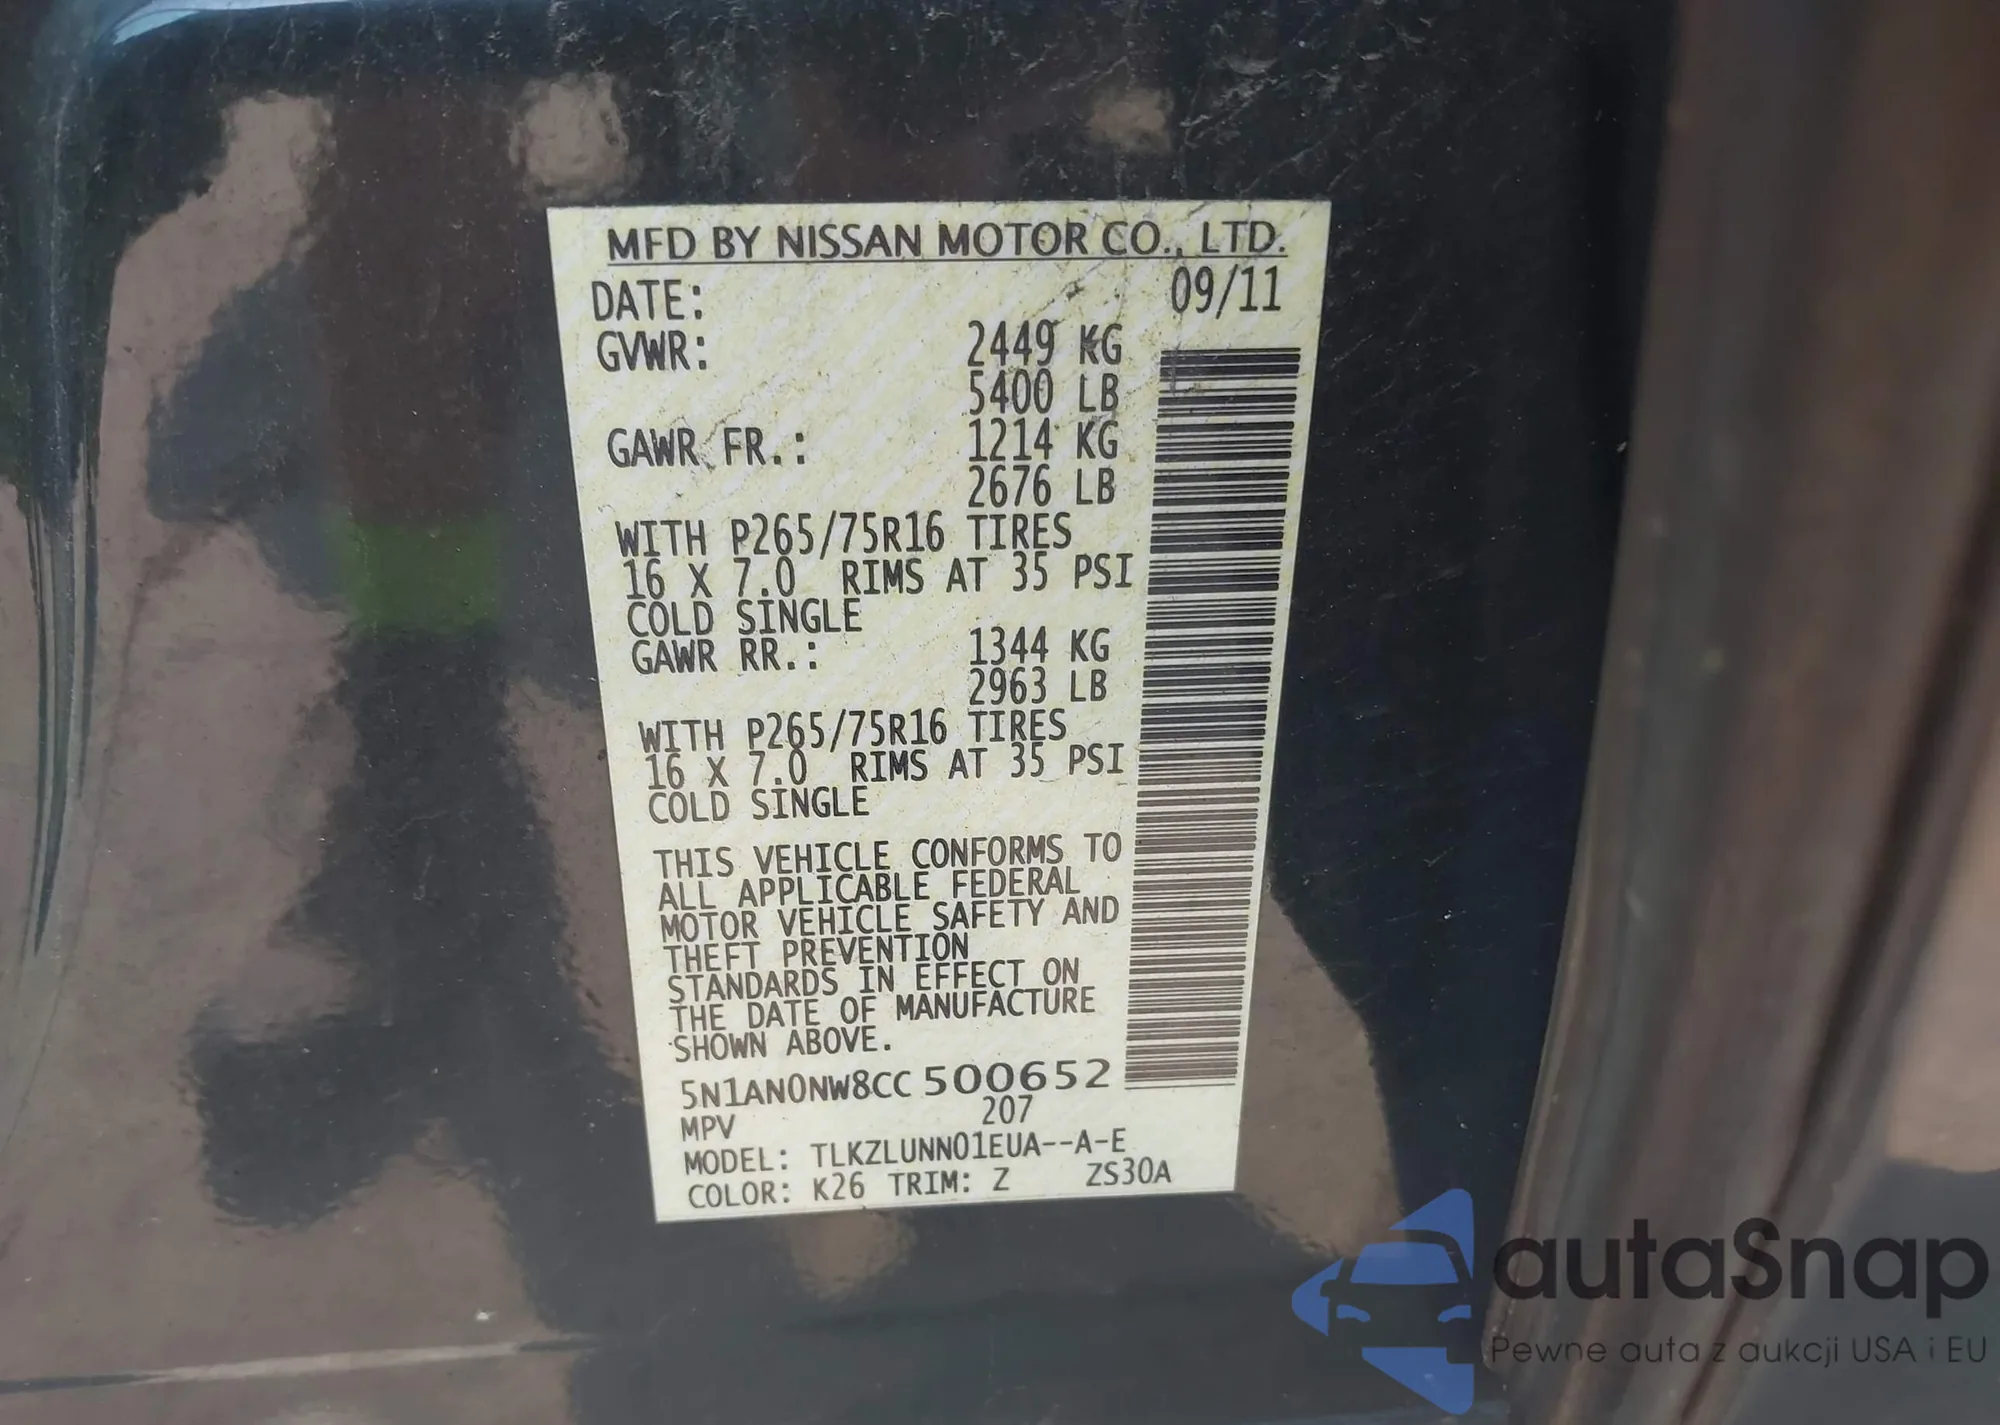 MFD BY NISSAN MOTOR CO., LTD.
DATE: 09/11
GVWR: 2449 KG
5400 LB
GAWR FR.: 1214 KG
2676 LB
WITH P265/75R16 TIRES
16 X 7.0 RIMS AT 35 PSI
COLD SINGLE
GAWR RR.: 1344 KG
2963 LB
WITH P265/75R16 TIRES
16 X 7.0 RIMS AT 35 PSI
COLD SINGLE
THIS VEHICLE CONFORMS TO
ALL APPLICABLE FEDERAL
MOTOR VEHICLE SAFETY AND
THEFT PREVENTION
STANDARDS IN EFFECT ON
THE DATE OF MANUFACTURE
SHOWN ABOVE.
5N1AN0NW8CC500652
MPV 207
MODEL: TLKZLUNN01EUA--A-E
COLOR: K26 TRIM: Z ZS30A
autaSnap
Pewne auta z aukcji USA i EU